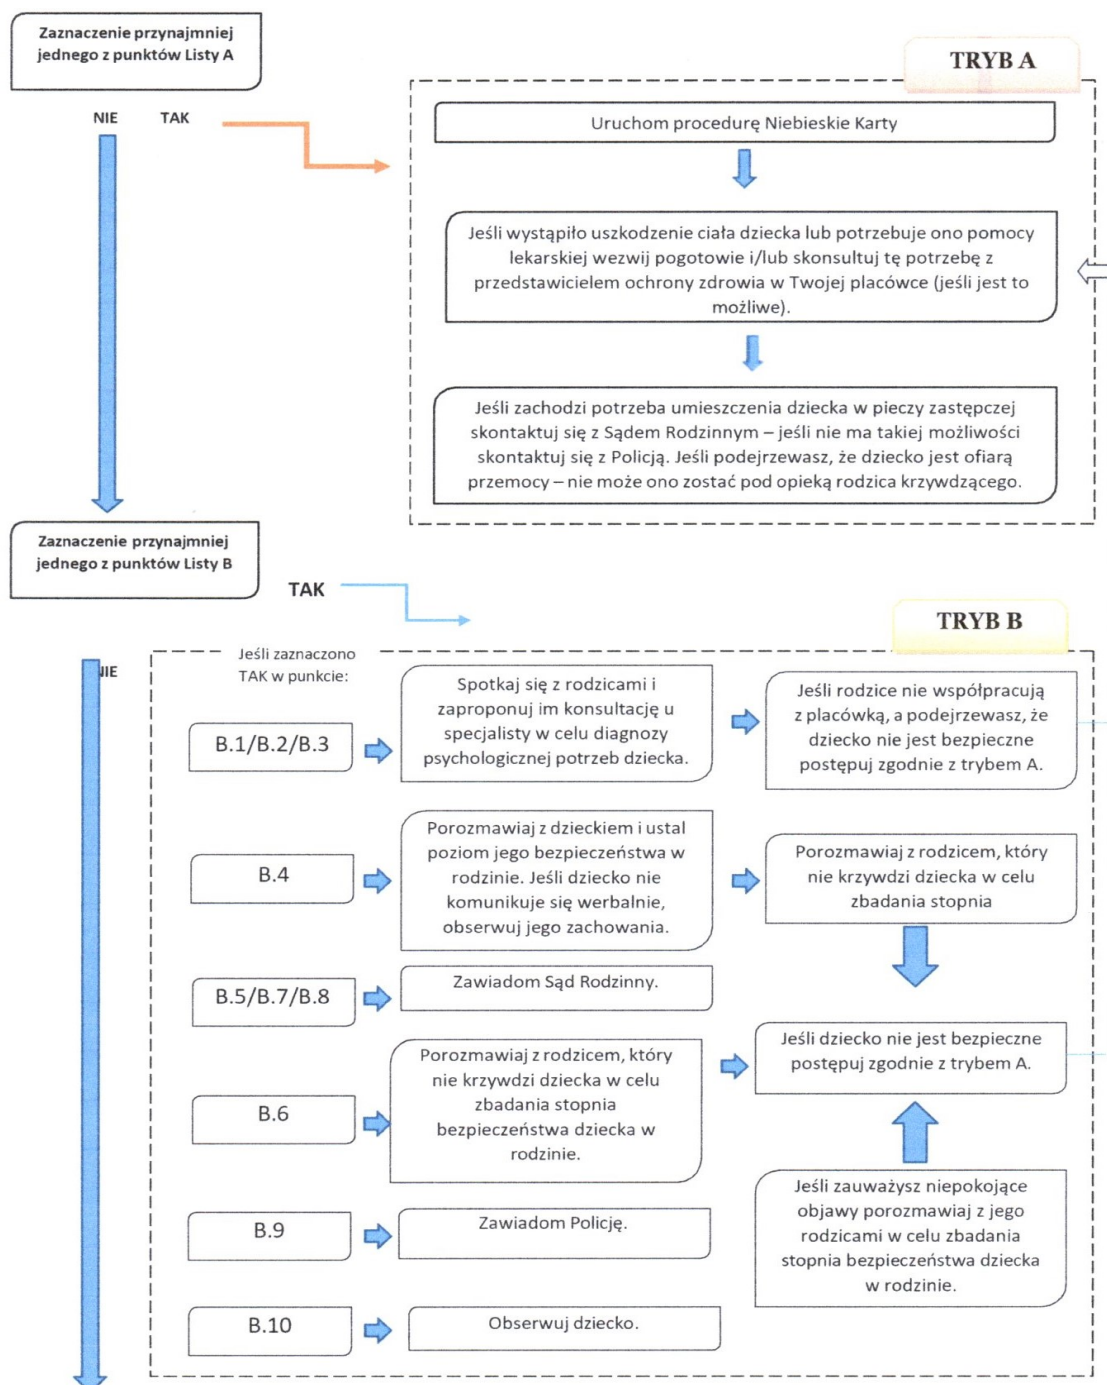 Zaznaczenie przynajmniej
jednego z punktów Listy A
NIE TAK
TRYB A
Uruchom procedurę Niebieskie Karty
Jeśli wystąpiło uszkodzenie ciała dziecka lub potrzebuje ono pomocy
lekarskiej wezwij pogotowie i/lub skonsultuj tę potrzebę z
przedstawicielem ochrony zdrowia w Twojej placówce (jeśli jest to
możliwe).
Jeśli zachodzi potrzeba umieszczenia dziecka w pieczy zastępczej
skontaktuj się z Sądem Rodzinnym – jeśli nie ma takiej możliwości
skontaktuj się z Policją. Jeśli podejrzewasz, że dziecko jest ofiarą
przemocy – nie może ono zostać pod opieką rodzica krzywdzącego.
Zaznaczenie przynajmniej
jednego z punktów Listy B
TAK
NIE
TRYB B
Jeśli zaznaczono
TAK w punkcie:
B.1/B.2/B.3
Spotkaj się z rodzicami i
zaproponuj im konsultację u
specjalisty w celu diagnozy
psychologicznej potrzeb dziecka.
Jeśli rodzice nie współpracują
z placówką, a podejrzewasz, że
dziecko nie jest bezpieczne
postępuj zgodnie z trybem A.
B.4
Porozmawiaj z dzieckiem i ustal
poziom jego bezpieczeństwa w
rodzinie. Jeśli dziecko nie
komunikuje się werbalnie,
obserwuj jego zachowania.
Porozmawiaj z rodzicem, który
nie krzywdzi dziecka w celu
zbadania stopnia
B.5/B.7/B.8
Zawiadom Sąd Rodzinny.
Jeśli dziecko nie jest bezpieczne
postępuj zgodnie z trybem A.
B.6
Porozmawiaj z rodzicem, który
nie krzywdzi dziecka w celu
zbadania stopnia
bezpieczeństwa dziecka w
rodzinie.
B.9
Zawiadom Policję.
Jeśli zauważysz niepokojące
objawy porozmawiaj z jego
rodzicami w celu zbadania
stopnia bezpieczeństwa dziecka
w rodzinie.
B.10
Obserwuj dziecko.